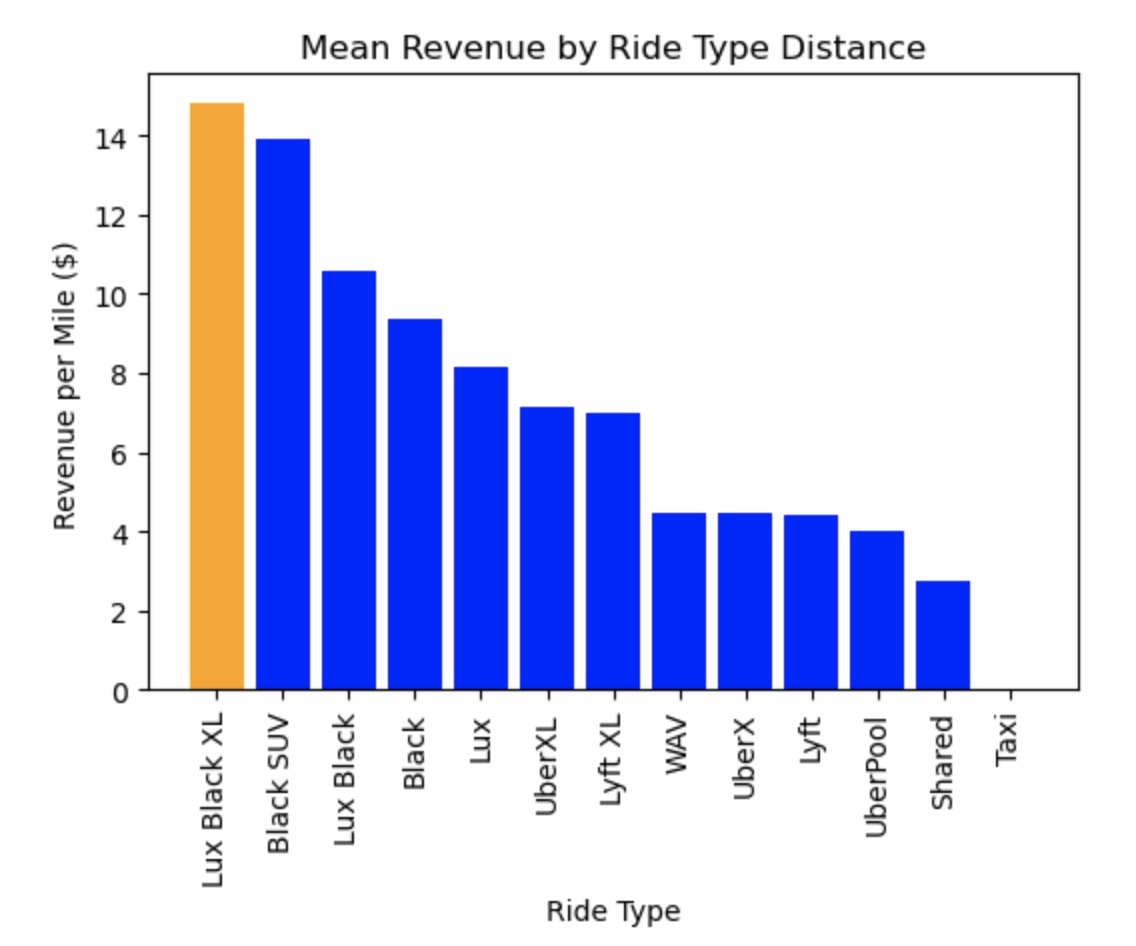 Mean Revenue by Ride Type Distance
Revenue per Mile ($)
14
12
10
8
6
4
2
0
Lux Black XL
Black SUV
Lux Black
Black
Lux
UberXL
Lyft XL
WAV
UberX
Lyft
UberPool
Shared
Taxi
Ride Type